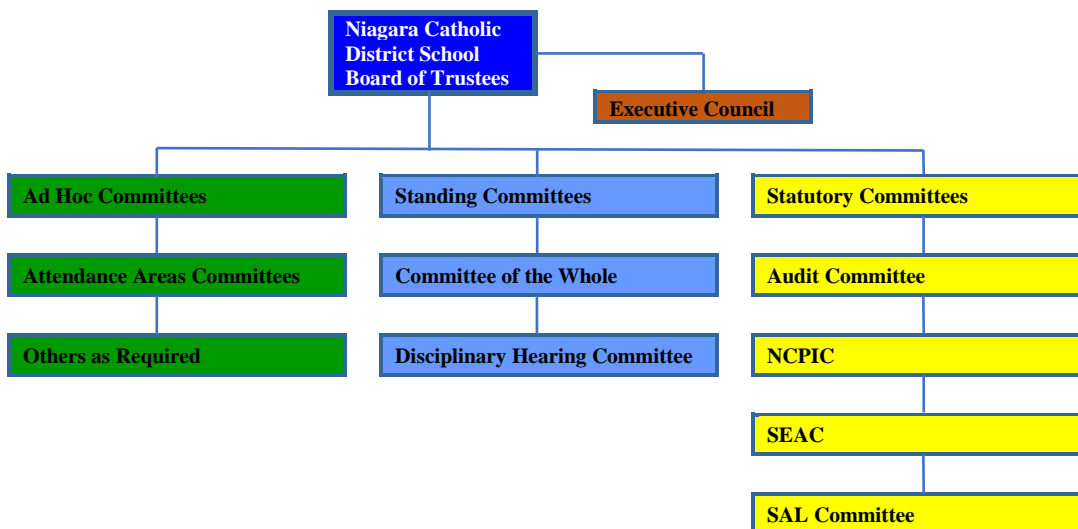 Niagara Catholic
District School
Board of Trustees
Executive Council
Ad Hoc Committees
Standing Committees
Statutory Committees
Attendance Areas Committees
Committee of the Whole
Audit Committee
Others as Required
Disciplinary Hearing Committee
NCPIC
SEAC
SAL Committee